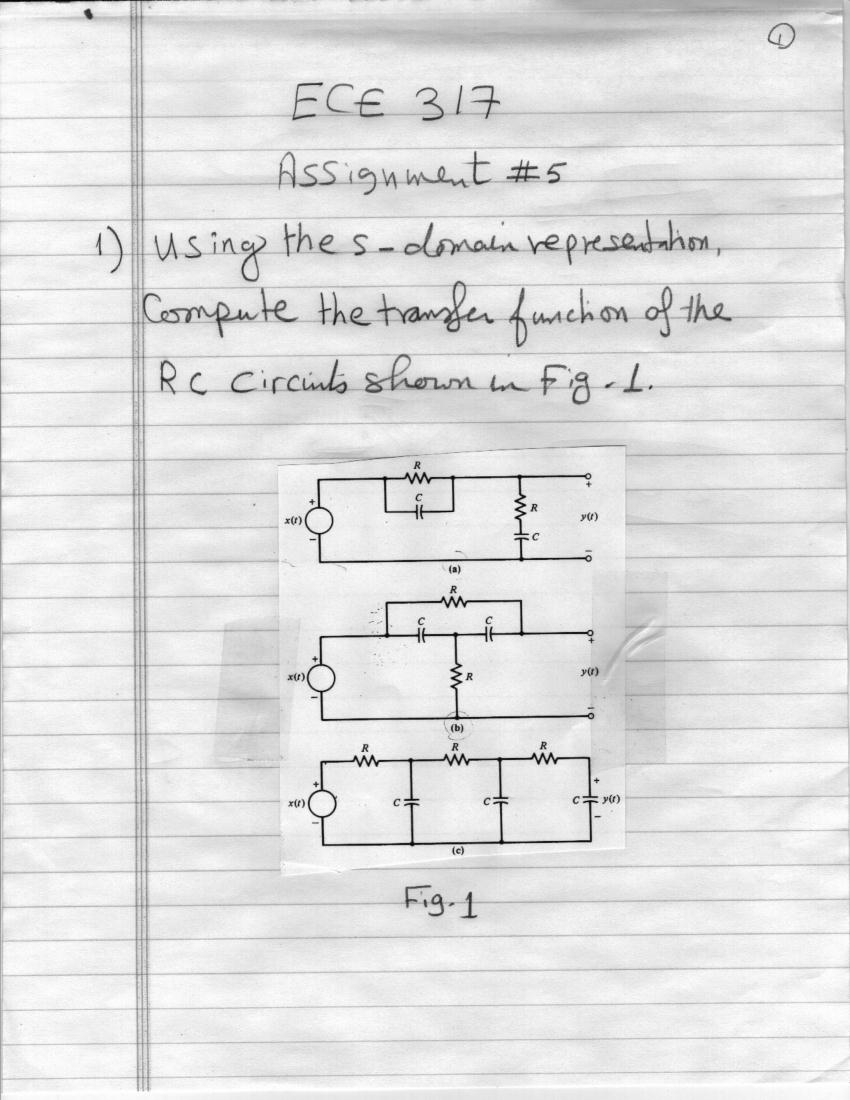 1
ECE 317
Assignment #5
1) Using the s-domain representation,
Compute the transfer function of the
RC circuits shown in Fig. 1.
R
C
+
x(t)
−
R
C
+
y(t)
−
(a)
R
C
C
+
x(t)
−
R
+
y(t)
−
(b)
R
R
R
+
x(t)
−
C
C
C
+
y(t)
−
(c)
Fig. 1